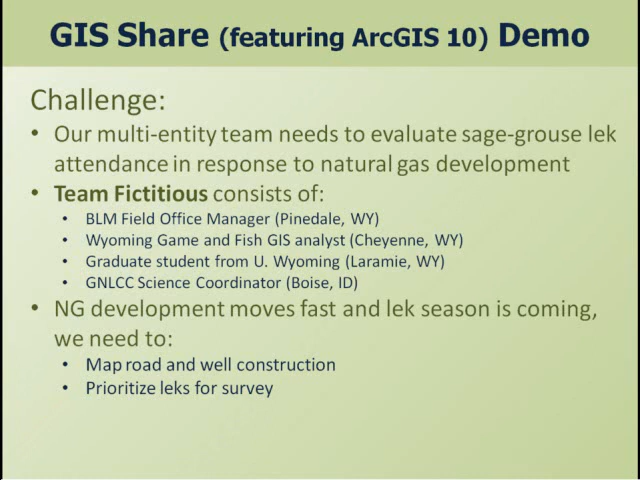 GIS Share (featuring ArcGIS 10) Demo
Challenge:
• Our multi-entity team needs to evaluate sage-grouse lek
attendance in response to natural gas development
• Team Fictitious consists of:
• BLM Field Office Manager (Pinedale, WY)
• Wyoming Game and Fish GIS analyst (Cheyenne, WY)
• Graduate student from U. Wyoming (Laramie, WY)
• GNLCC Science Coordinator (Boise, ID)
• NG development moves fast and lek season is coming,
we need to:
• Map road and well construction
• Prioritize leks for survey